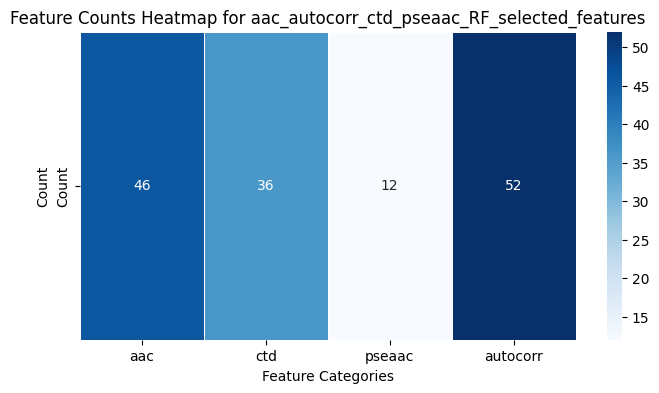 Feature Counts Heatmap for aac_autocorr_ctd_pseaac_RF_selected_features
Count
Count
46
36
12
52
aac
ctd
pseaac
autocorr
Feature Categories
50
45
40
35
30
25
20
15